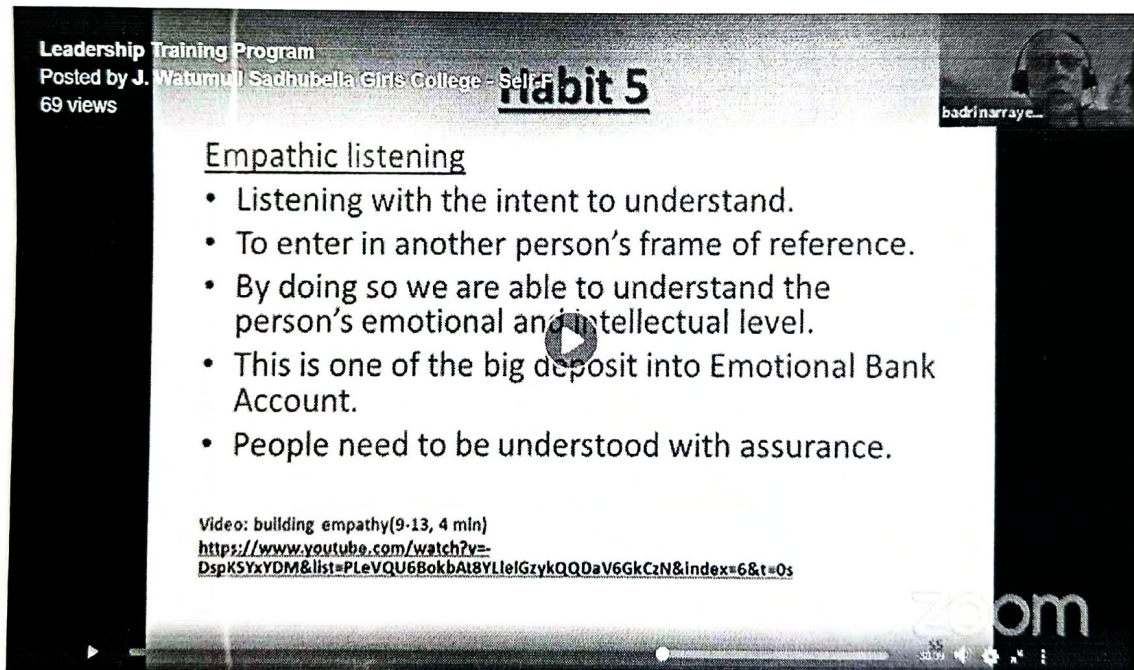 Leadership Training Program
Posted by J. Watumull Sadhubella Girls College - Self-F
69 views
Habit 5
badrinarraye...
Empathic listening
• Listening with the intent to understand.
• To enter in another person's frame of reference.
• By doing so we are able to understand the
person's emotional and intellectual level.
• This is one of the big deposit into Emotional Bank
Account.
• People need to be understood with assurance.
Video: building empathy(9-13, 4 min)
https://www.youtube.com/watch?v=-
DspKSYxYDM&list=PLeVQU6BokbAt8YLlelGzykQQDaV6GkCzN&index=6&t=0s
zoom